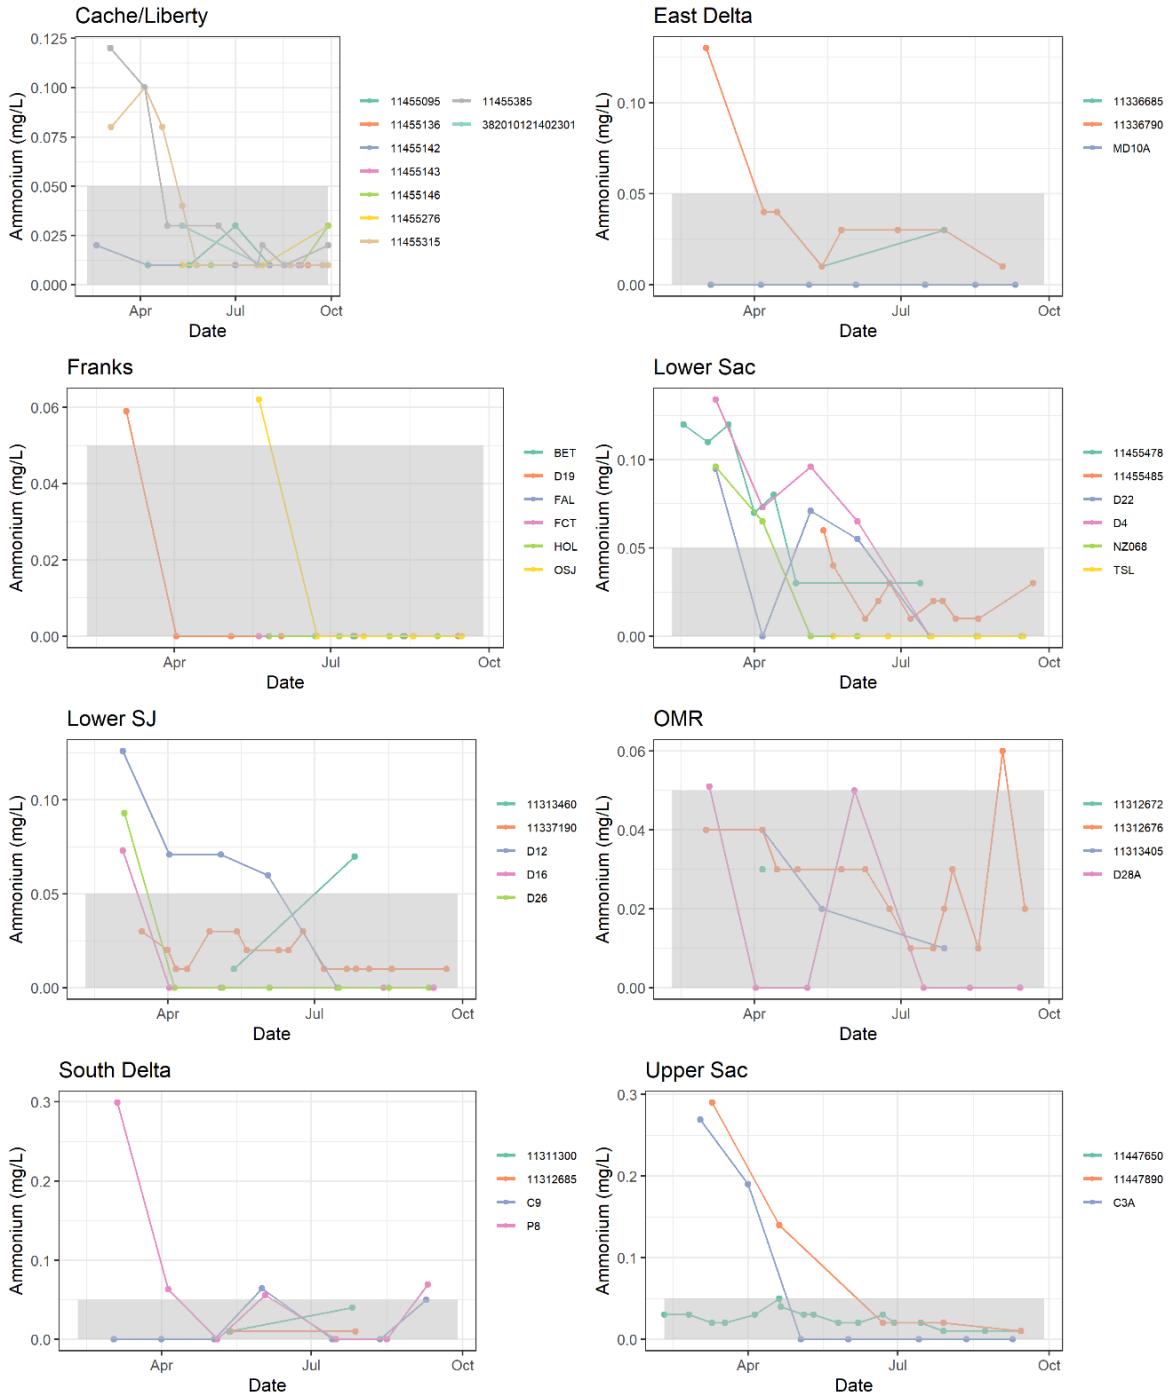 Cache/Liberty
Ammonium (mg/L)
0.125
0.100
0.075
0.050
0.025
0.000
Apr
Jul
Oct
Date
11455095
11455136
11455142
11455143
11455146
11455276
11455315
11455385
382010121402301
East Delta
Ammonium (mg/L)
0.10
0.05
0.00
Apr
Jul
Oct
Date
11336685
11336790
MD10A
Franks
Ammonium (mg/L)
0.06
0.04
0.02
0.00
Apr
Jul
Oct
Date
BET
D19
FAL
FCT
HOL
OSJ
Lower Sac
Ammonium (mg/L)
0.10
0.05
0.00
Apr
Jul
Oct
Date
11455478
11455485
D22
D4
NZ068
TSL
Lower SJ
Ammonium (mg/L)
0.10
0.05
0.00
Apr
Jul
Oct
Date
11313460
11337190
D12
D16
D26
OMR
Ammonium (mg/L)
0.06
0.04
0.02
0.00
Apr
Jul
Oct
Date
11312672
11312676
11313405
D28A
South Delta
Ammonium (mg/L)
0.3
0.2
0.1
0.0
Apr
Jul
Oct
Date
11311300
11312685
C9
P8
Upper Sac
Ammonium (mg/L)
0.3
0.2
0.1
0.0
Apr
Jul
Oct
Date
11447650
11447890
C3A